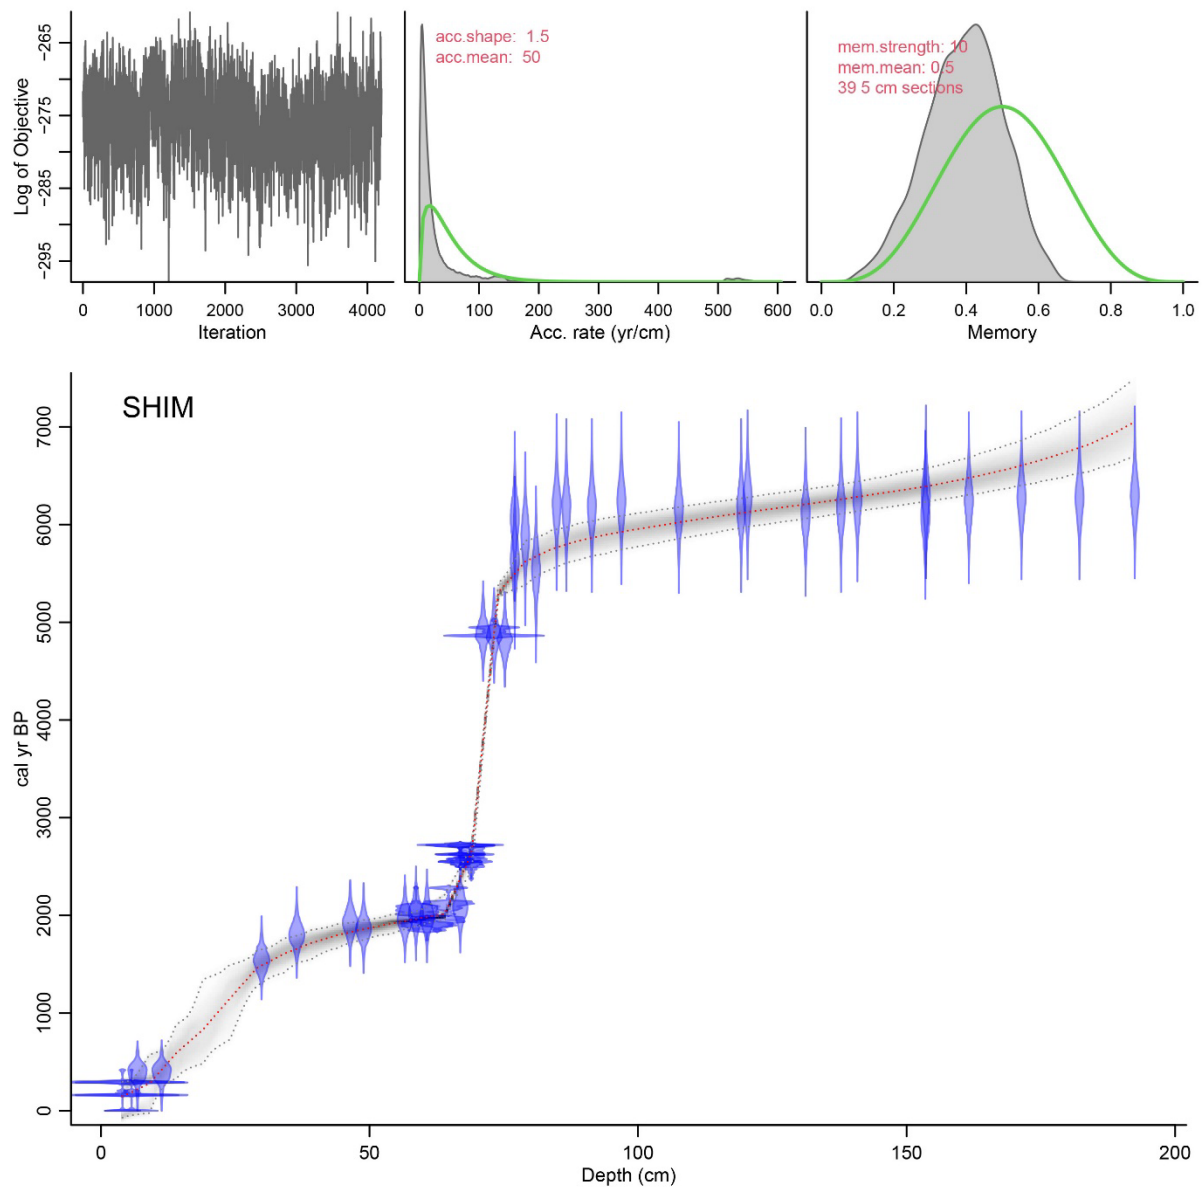 Log of Objective
-265
-275
-285
-295
0 1000 2000 3000 4000
Iteration
acc.shape: 1.5
acc.mean: 50
0 100 200 300 400 500 600
Acc. rate (yr/cm)
mem.strength: 10
mem.mean: 0.5
39 5 cm sections
0.0 0.2 0.4 0.6 0.8 1.0
Memory
SHIM
cal yr BP
7000
6000
5000
4000
3000
2000
1000
0
0 50 100 150 200
Depth (cm)